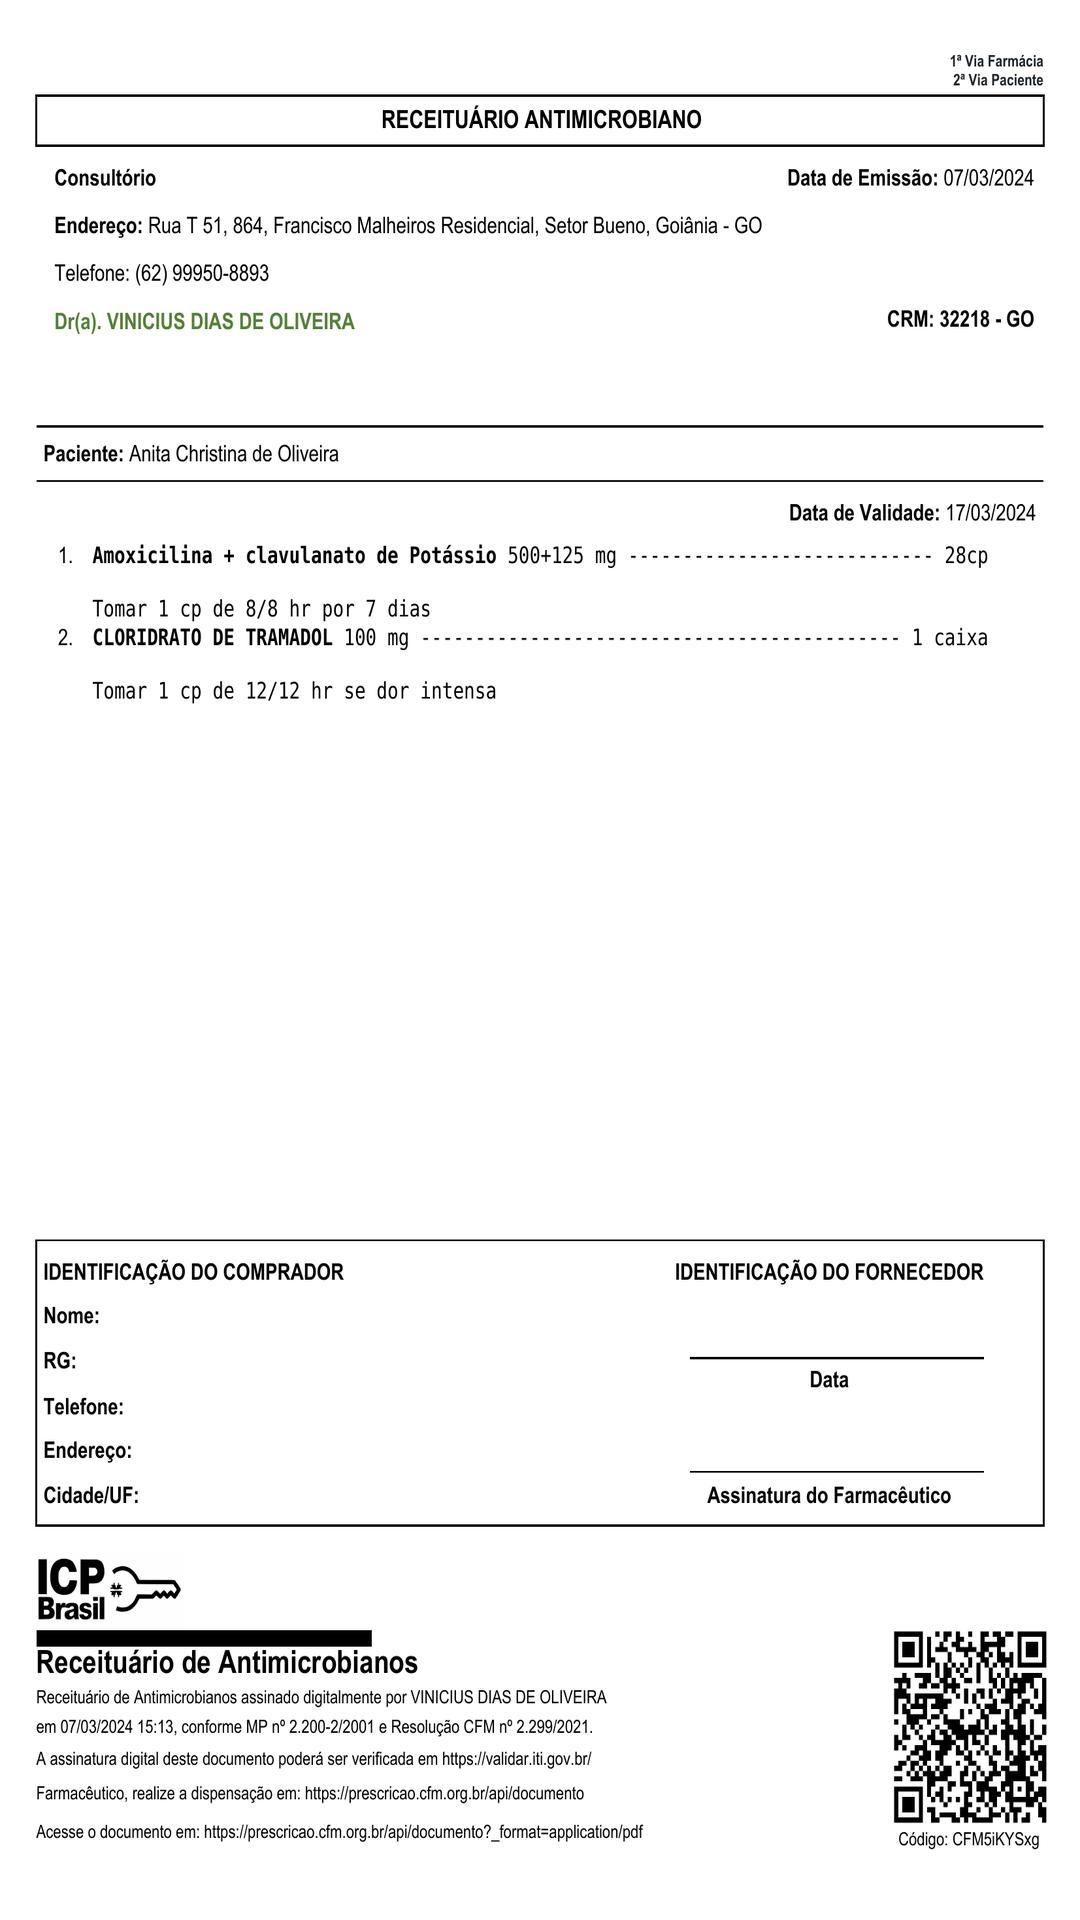 1ª Via Farmácia
2ª Via Paciente
RECEITUÁRIO ANTIMICROBIANO
Consultório
Data de Emissão: 07/03/2024
Endereço: Rua T 51, 864, Francisco Malheiros Residencial, Setor Bueno, Goiânia - GO
Telefone: (62) 99950-8893
Dr(a). VINICIUS DIAS DE OLIVEIRA
CRM: 32218 - GO
Paciente: Anita Christina de Oliveira
Data de Validade: 17/03/2024
1. Amoxicilina + clavulanato de Potássio 500+125 mg ---------------------------- 28cp
Tomar 1 cp de 8/8 hr por 7 dias
2. CLORIDRATO DE TRAMADOL 100 mg -------------------------------------------- 1 caixa
Tomar 1 cp de 12/12 hr se dor intensa
IDENTIFICAÇÃO DO COMPRADOR
Nome:
RG:
Telefone:
Endereço:
Cidade/UF:
IDENTIFICAÇÃO DO FORNECEDOR
Data
Assinatura do Farmacêutico
ICP
Brasil
Receituário de Antimicrobianos
Receituário de Antimicrobianos assinado digitalmente por VINICIUS DIAS DE OLIVEIRA
em 07/03/2024 15:13, conforme MP nº 2.200-2/2001 e Resolução CFM nº 2.299/2021.
A assinatura digital deste documento poderá ser verificada em https://validar.iti.gov.br/
Farmacêutico, realize a dispensação em: https://prescricao.cfm.org.br/api/documento
Acesse o documento em: https://prescricao.cfm.org.br/api/documento?_format=application/pdf
Código: CFM5iKYSxg